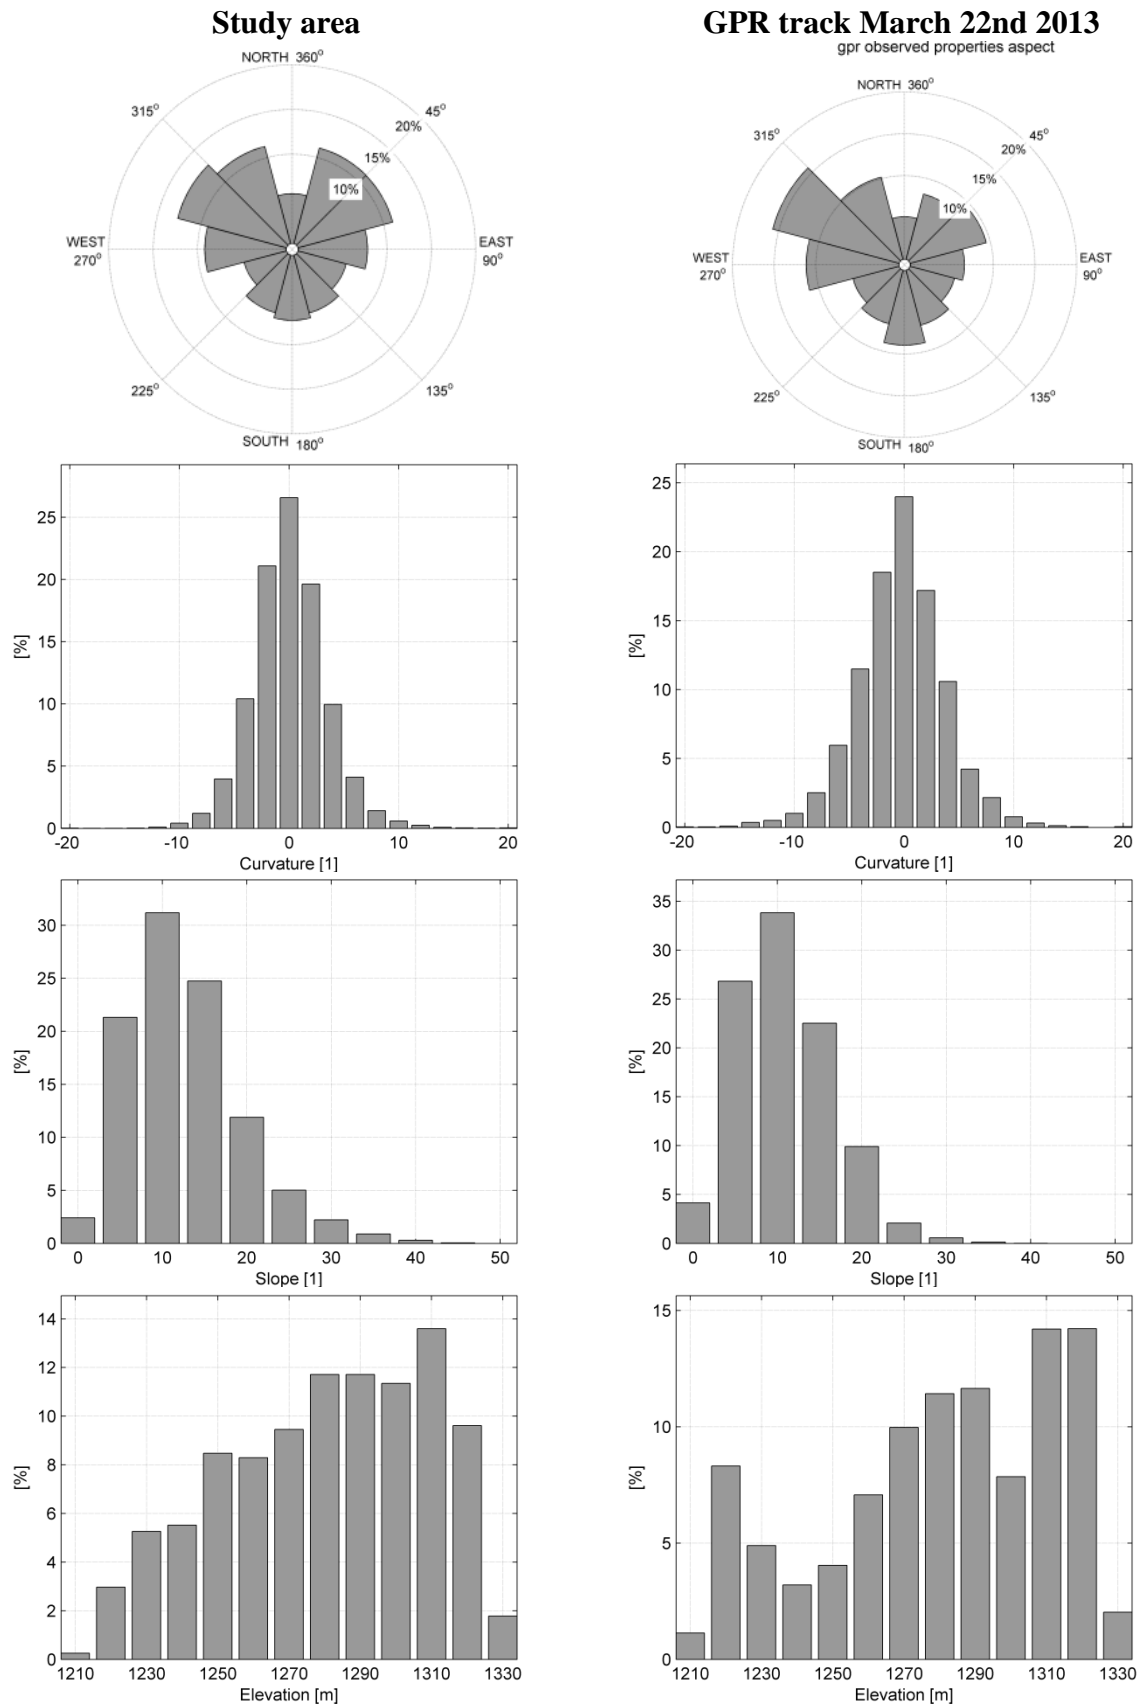 Study area
NORTH 360°
45°
20%
15%
10%
EAST
90°
135°
SOUTH 180°
225°
WEST
270°
315°
GPR track March 22nd 2013
gpr observed properties aspect
NORTH 360°
45°
20%
15%
10%
EAST
90°
135°
SOUTH 180°
225°
WEST
270°
315°
[%]
25
20
15
10
5
0
-20 -10 0 10 20
Curvature [1]
[%]
25
20
15
10
5
0
-20 -10 0 10 20
Curvature [1]
[%]
30
25
20
15
10
5
0
0 10 20 30 40 50
Slope [1]
[%]
35
30
25
20
15
10
5
0
0 10 20 30 40 50
Slope [1]
[%]
14
12
10
8
6
4
2
0
1210 1230 1250 1270 1290 1310 1330
Elevation [m]
[%]
15
10
5
0
1210 1230 1250 1270 1290 1310 1330
Elevation [m]